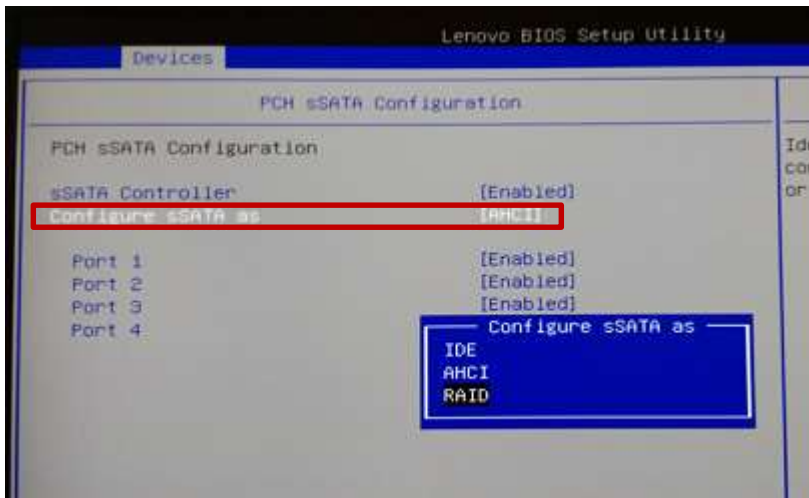 Lenovo BIOS Setup Utility
Devices
PCH sSATA Configuration
PCH sSATA Configuration
sSATA Controller [Enabled]
Configure sSATA as [AHCI]
Port 1 [Enabled]
Port 2 [Enabled]
Port 3 [Enabled]
Port 4
Configure sSATA as
IDE
AHCI
RAID
or